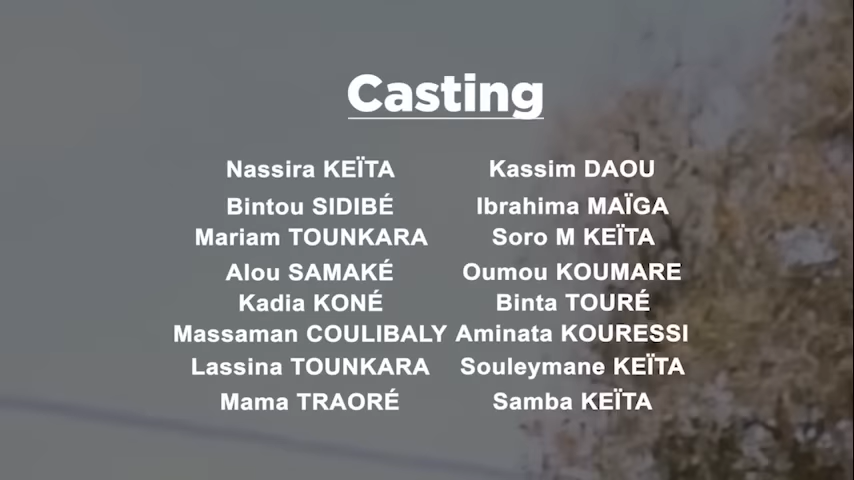 Casting
Nassira KEÏTA Kassim DAOU
Bintou SIDIBÉ Ibrahima MAÏGA
Mariam TOUNKARA Soro M KEÏTA
Alou SAMAKÉ Oumou KOUMARE
Kadia KONÉ Binta TOURÉ
Massaman COULIBALY Aminata KOURESSI
Lassina TOUNKARA Souleymane KEÏTA
Mama TRAORÉ Samba KEÏTA